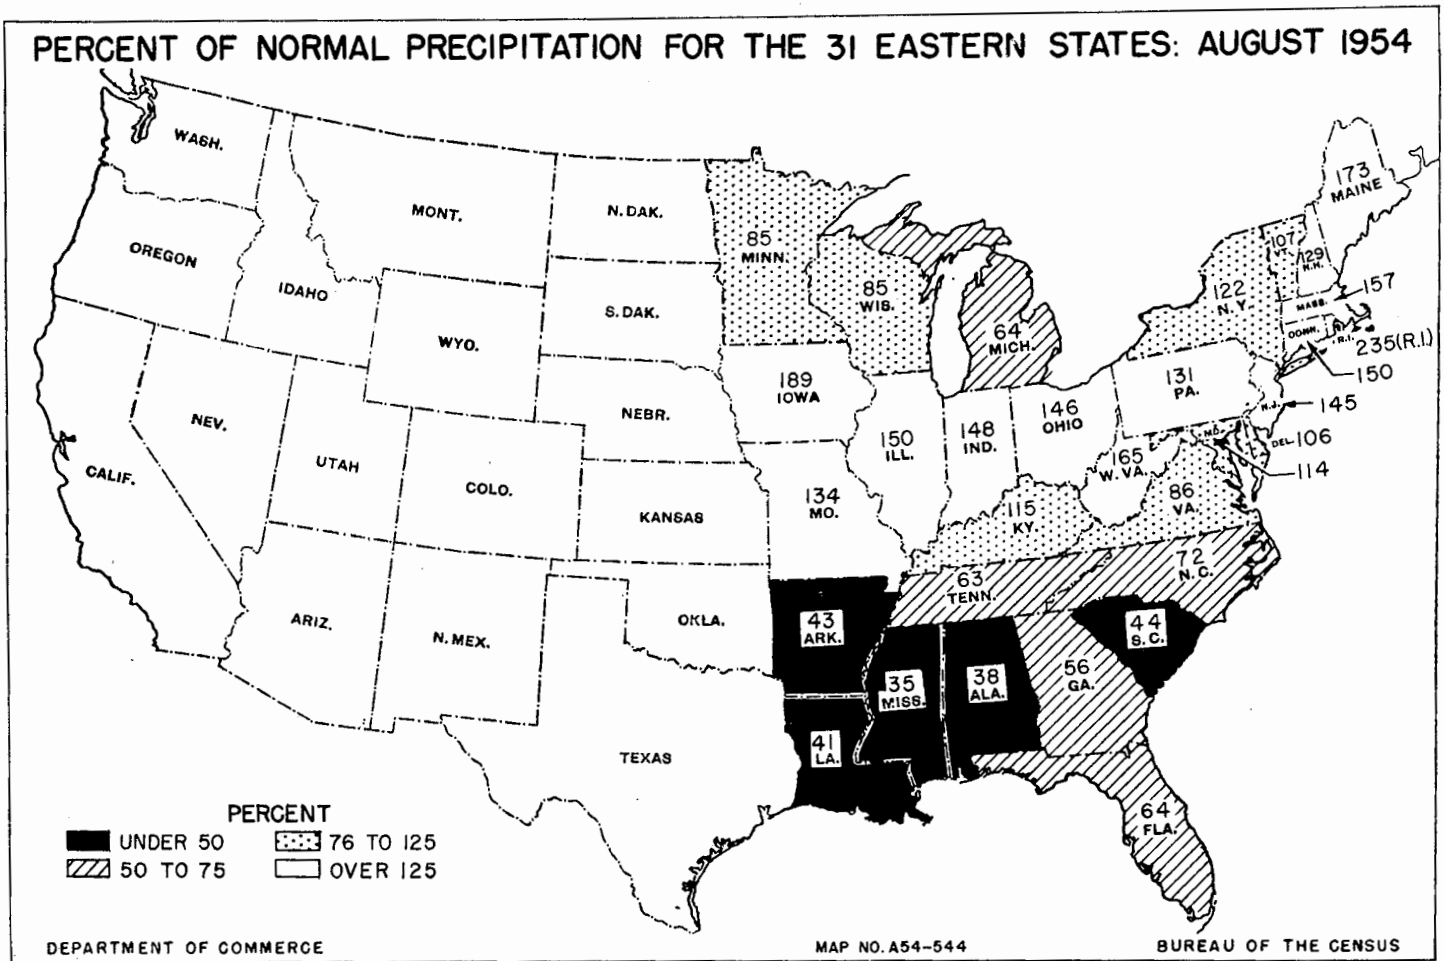 PERCENT OF NORMAL PRECIPITATION FOR THE 31 EASTERN STATES: AUGUST 1954
WASH.
OREGON
CALIF.
NEV.
IDAHO
MONT.
WYO.
UTAH
COLO.
ARIZ.
N. MEX.
N. DAK.
S. DAK.
NEBR.
KANSAS
OKLA.
TEXAS
85
MINN.
189
IOWA
134
MO.
43
ARK.
41
LA.
85
WIS.
150
ILL.
64
MICH.
148
IND.
146
OHIO
115
KY.
63
TENN.
35
MISS.
38
ALA.
56
GA.
64
FLA.
44
S. C.
72
N. C.
86
VA.
165
W. VA.
131
PA.
122
N. Y.
107
VT.
129
N.H.
173
MAINE
MASS.
157
CONN.
R.I.
235(R.I.)
150
N.J.
145
DEL.
106
MD.
114
PERCENT
UNDER 50
76 TO 125
50 TO 75
OVER 125
DEPARTMENT OF COMMERCE
MAP NO. A54-544
BUREAU OF THE CENSUS